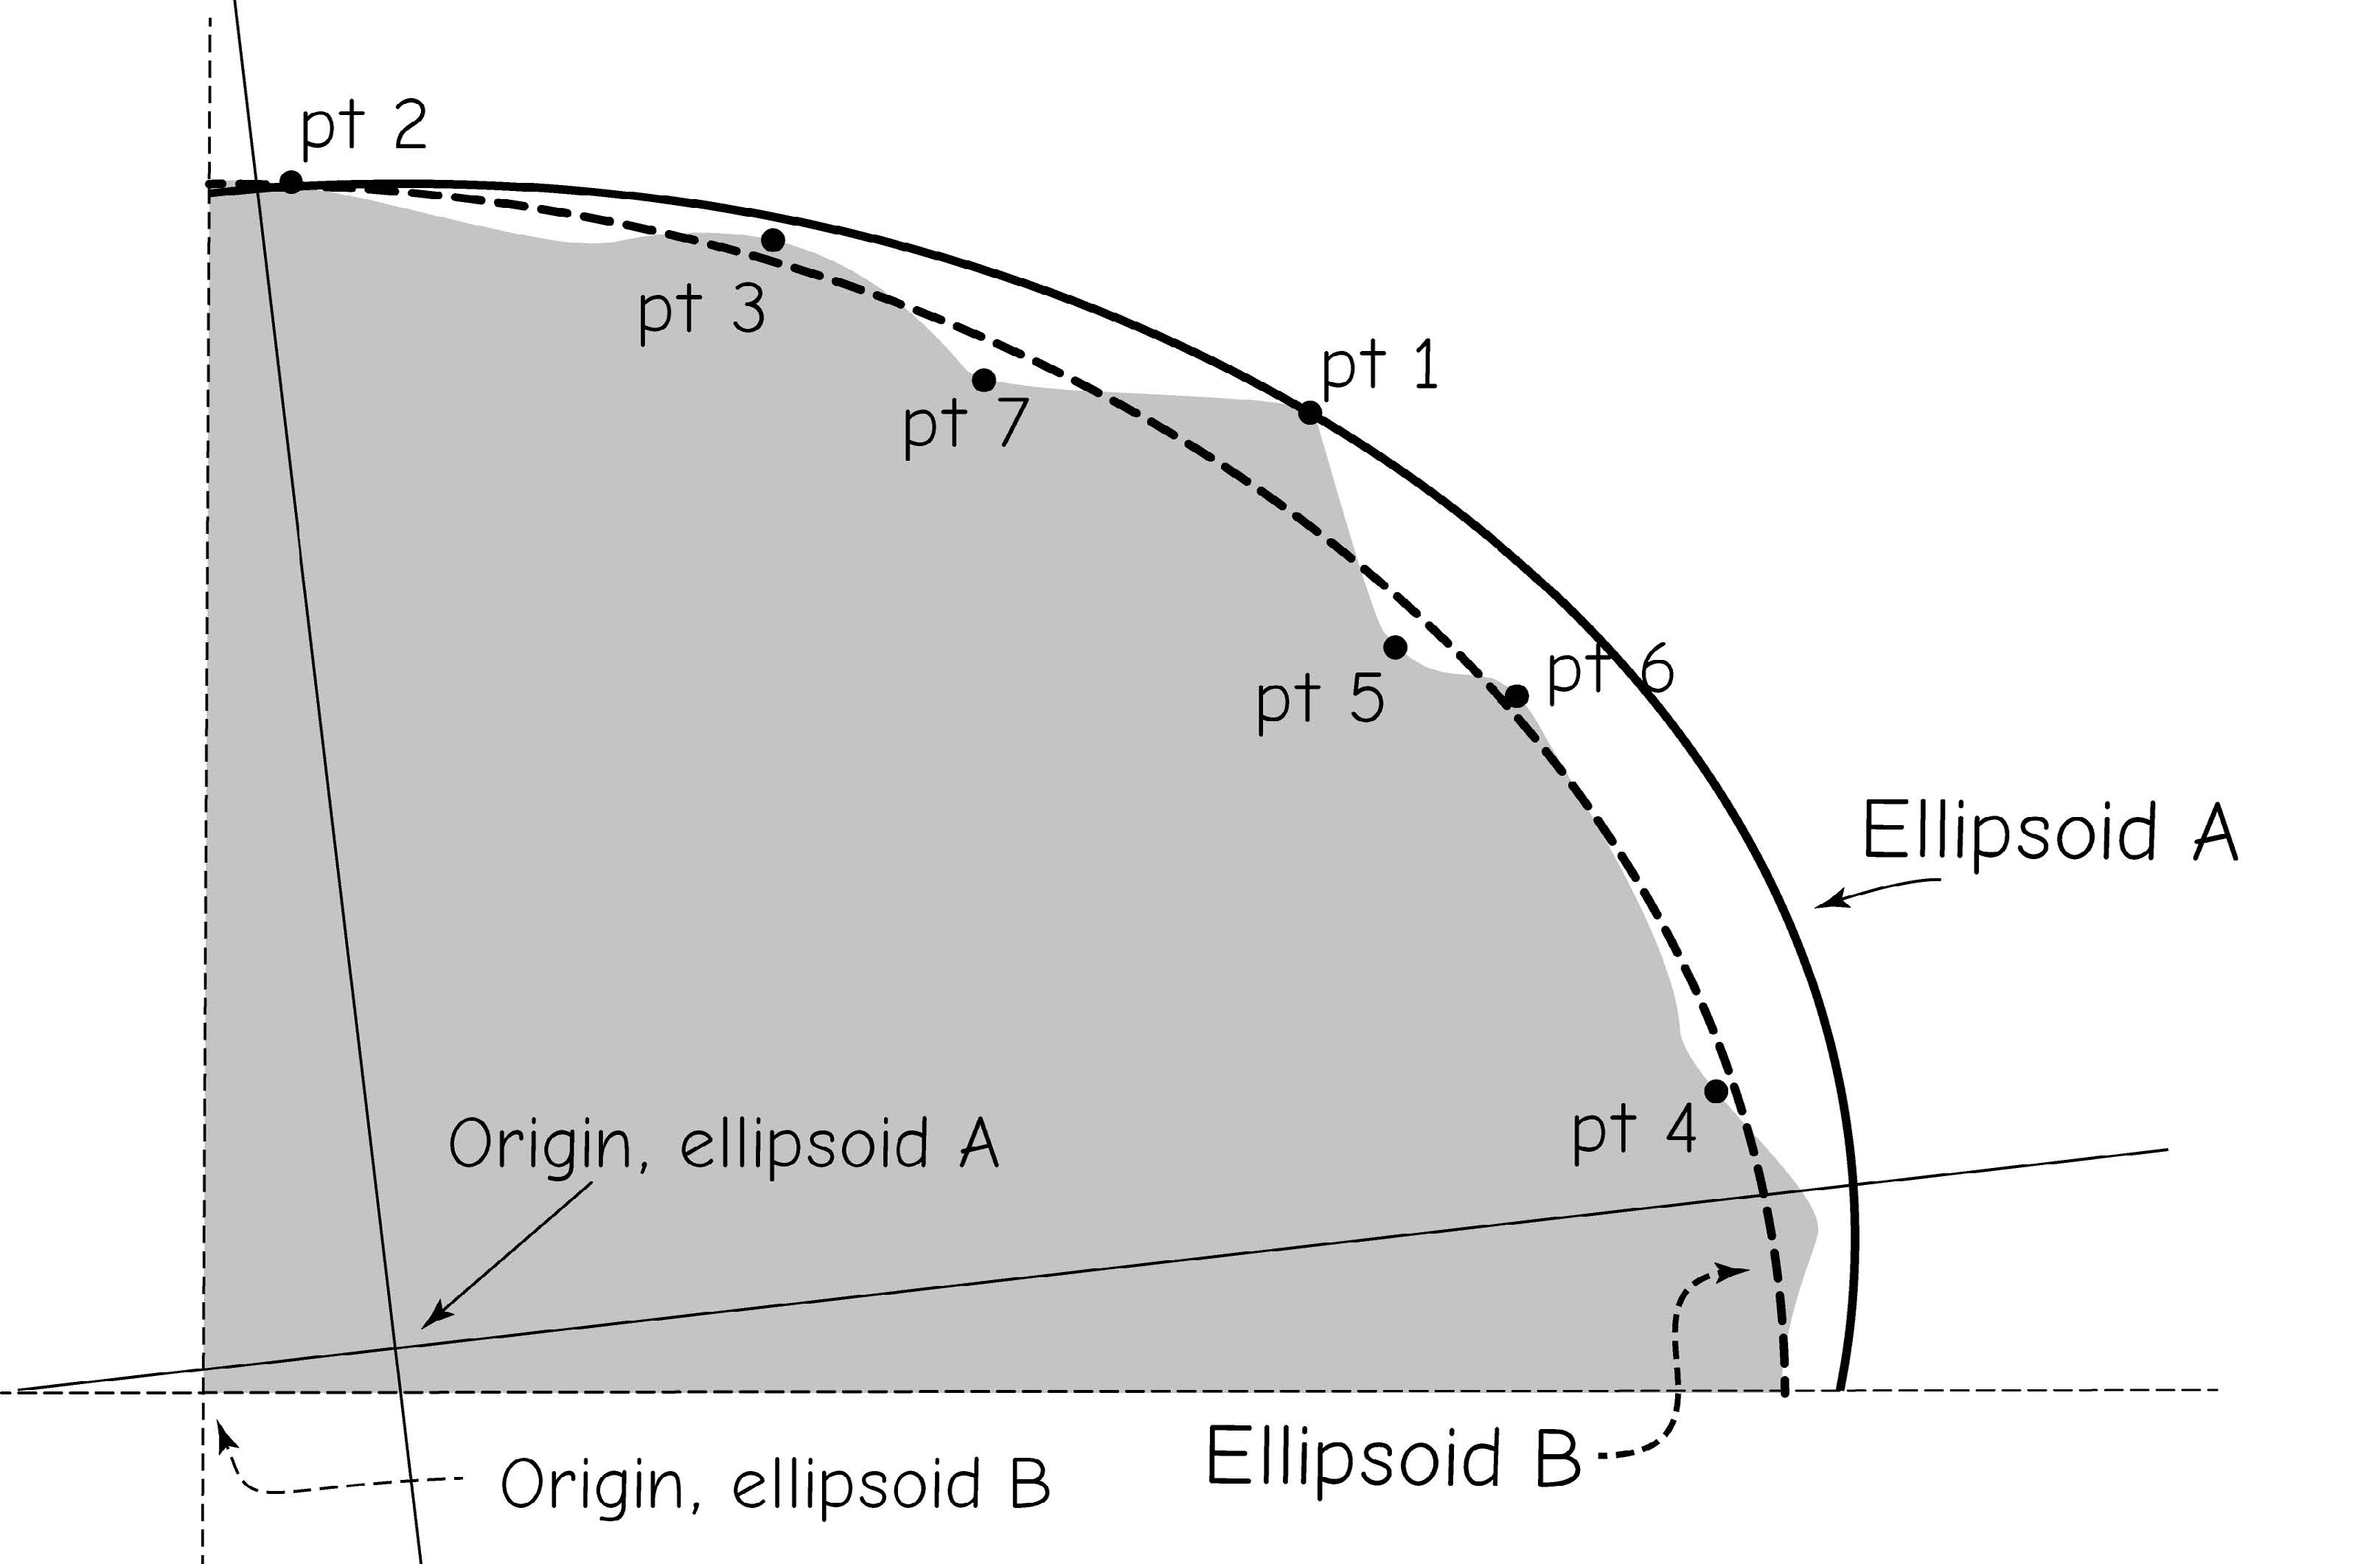 pt 2
pt 3
pt 1
pt 7
pt 6
pt 5
Ellipsoid A
pt 4
Origin, ellipsoid A
Ellipsoid B
Origin, ellipsoid B